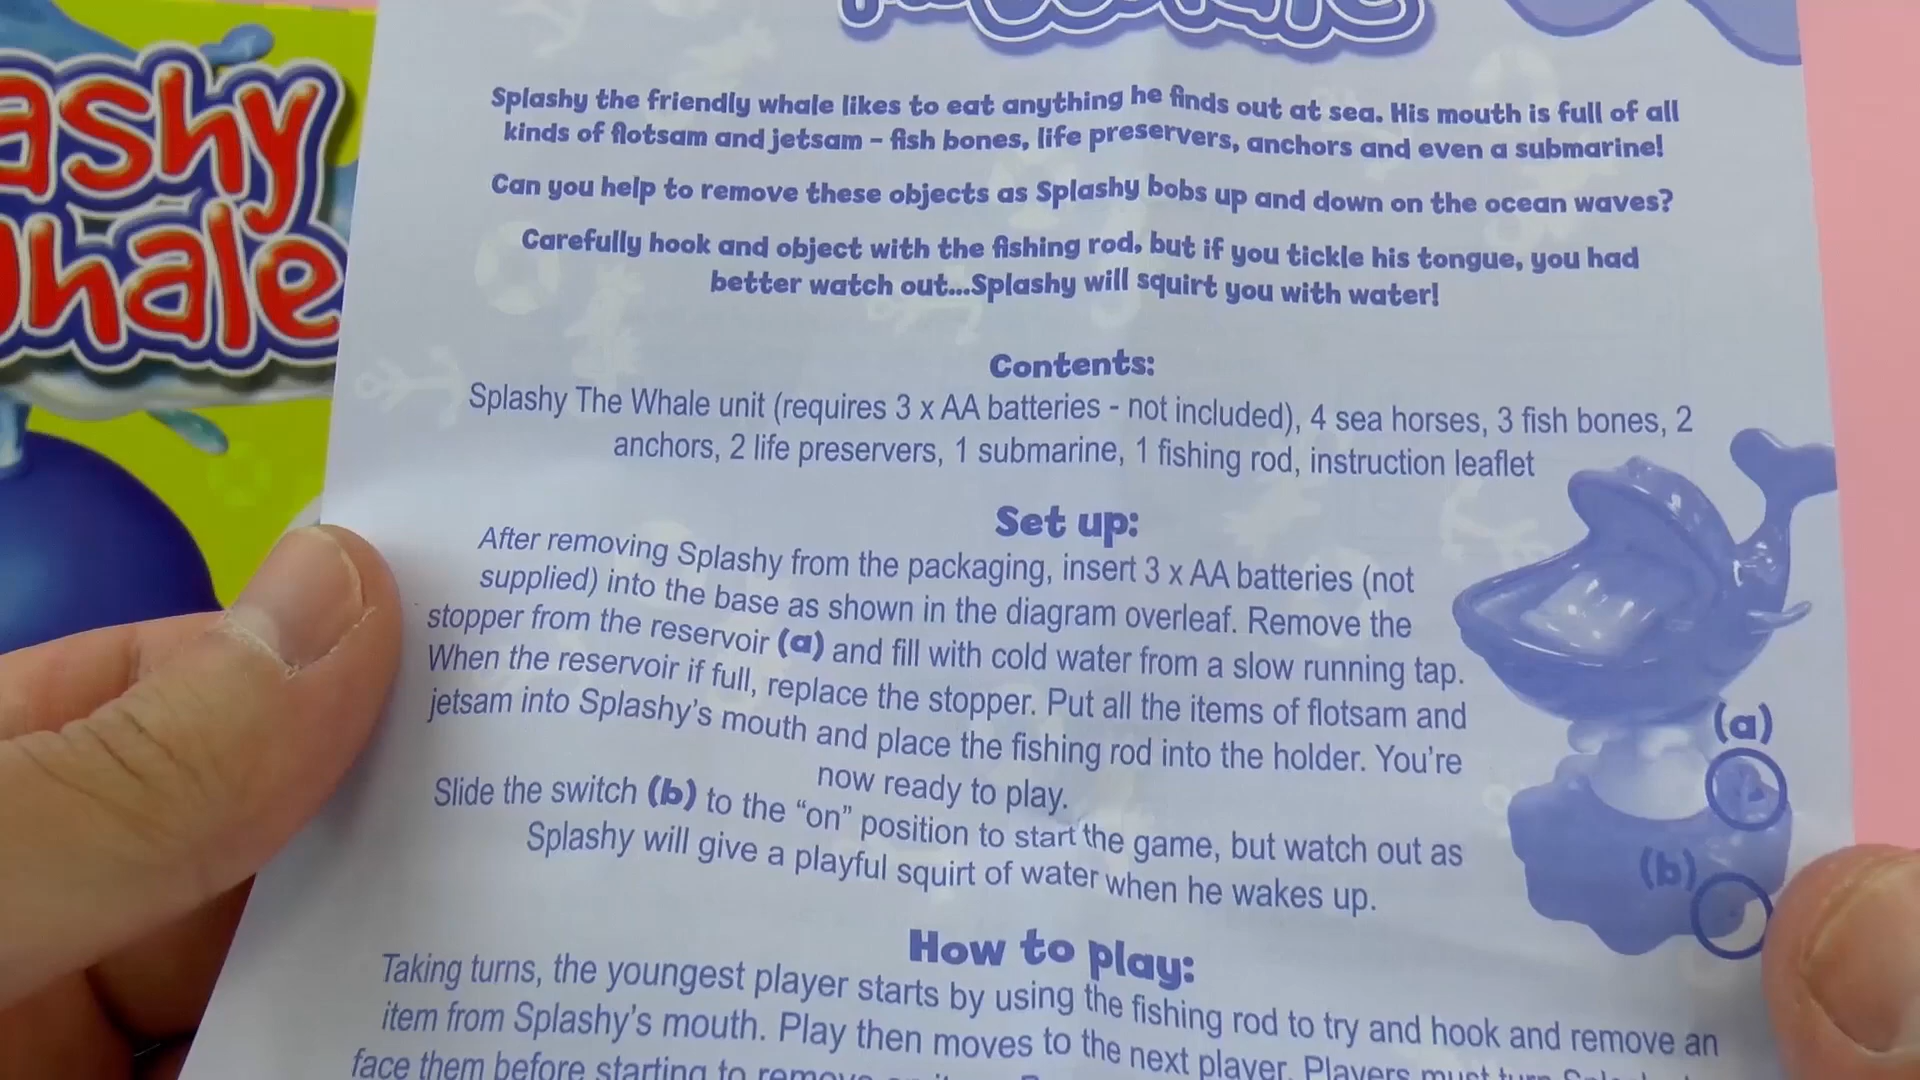 ashy
hale
Splashy the friendly whale likes to eat anything he finds out at sea. His mouth is full of all
kinds of flotsam and jetsam – fish bones, life preservers, anchors and even a submarine!
Can you help to remove these objects as Splashy bobs up and down on the ocean waves?
Carefully hook and object with the fishing rod, but if you tickle his tongue, you had
better watch out...Splashy will squirt you with water!
Contents:
Splashy The Whale unit (requires 3 x AA batteries - not included), 4 sea horses, 3 fish bones, 2
anchors, 2 life preservers, 1 submarine, 1 fishing rod, instruction leaflet
Set up:
After removing Splashy from the packaging, insert 3 x AA batteries (not
supplied) into the base as shown in the diagram overleaf. Remove the
stopper from the reservoir (a) and fill with cold water from a slow running tap.
When the reservoir if full, replace the stopper. Put all the items of flotsam and
jetsam into Splashy's mouth and place the fishing rod into the holder. You're
now ready to play.
Slide the switch (b) to the "on" position to start the game, but watch out as
Splashy will give a playful squirt of water when he wakes up.
(a)
(b)
How to play:
Taking turns, the youngest player starts by using the fishing rod to try and hook and remove an
item from Splashy's mouth. Play then moves to the next player. Players must turn
face them before starting to